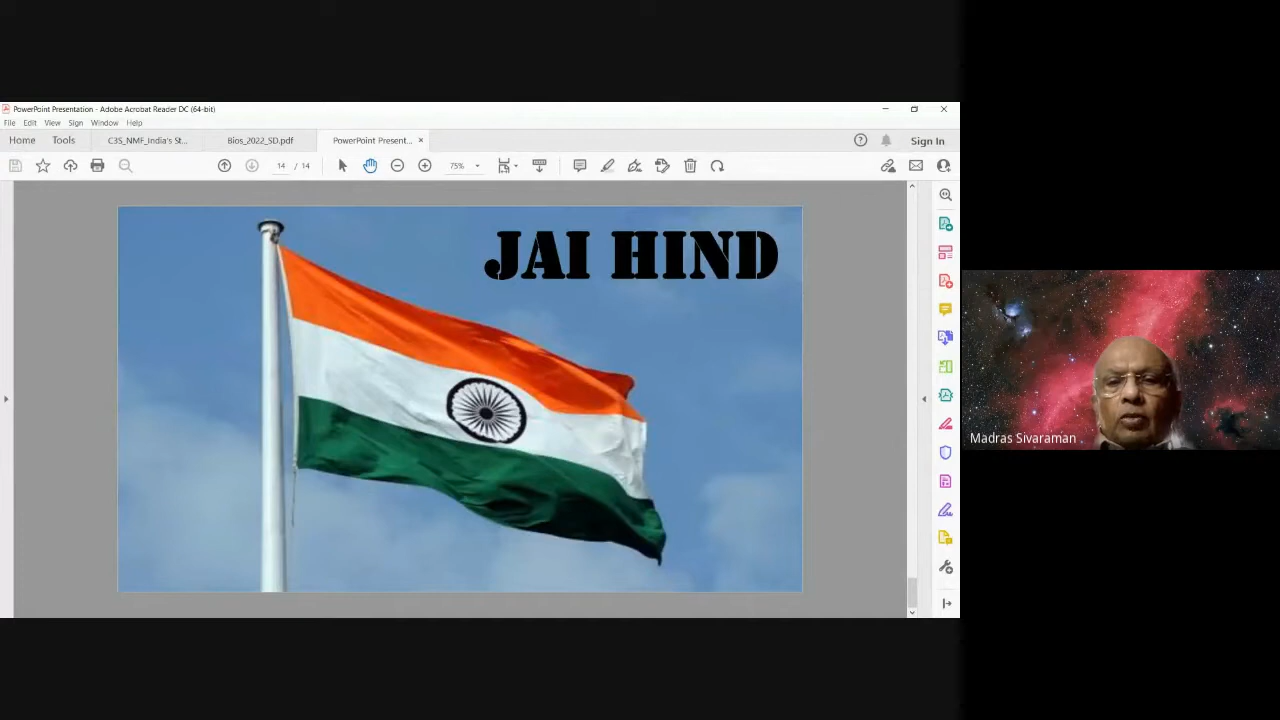 PowerPoint Presentation - Adobe Acrobat Reader DC (64-bit)
File Edit View Sign Window Help
Home Tools C3S_NMF_India's St... Bios_2022_SD.pdf PowerPoint Present... ×
Sign In
14 / 14
75%
JAI HIND
Madras Sivaraman